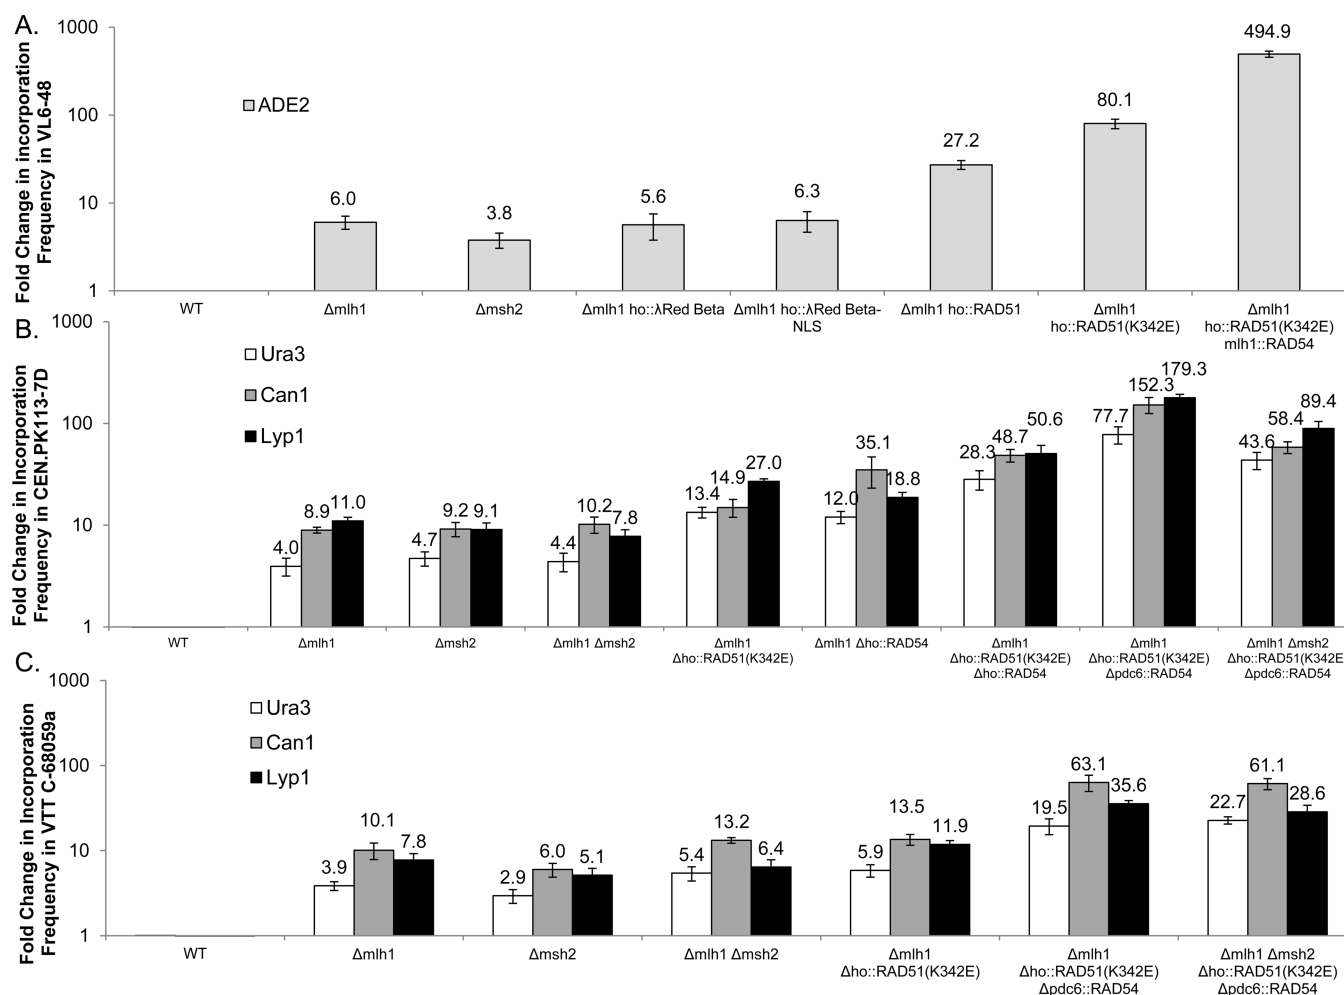 A.
Fold Change in incorporation
Frequency in VL6-48
1000
100
10
1
ADE2
6.0
3.8
5.6
6.3
27.2
80.1
494.9
WT
Δmlh1
Δmsh2
Δmlh1 ho::λRed Beta
Δmlh1 ho::λRed Beta-
NLS
Δmlh1 ho::RAD51
Δmlh1
ho::RAD51(K342E)
Δmlh1
ho::RAD51(K342E)
mlh1::RAD54
B.
Fold Change in Incorporation
Frequency in CEN.PK113-7D
1000
100
10
1
Ura3
Can1
Lyp1
4.0
8.9
11.0
4.7
9.2
9.1
4.4
10.2
7.8
13.4
14.9
27.0
12.0
35.1
18.8
28.3
48.7
50.6
77.7
152.3
179.3
43.6
58.4
89.4
WT
Δmlh1
Δmsh2
Δmlh1 Δmsh2
Δmlh1
Δho::RAD51(K342E)
Δmlh1 Δho::RAD54
Δmlh1
Δho::RAD51(K342E)
Δho::RAD54
Δmlh1
Δho::RAD51(K342E)
Δpdc6::RAD54
Δmlh1 Δmsh2
Δho::RAD51(K342E
Δpdc6::RAD54
C.
Fold Change in Incorporation
Frequency in VTT C-68059a
1000
100
10
1
Ura3
Can1
Lyp1
3.9
10.1
7.8
2.9
6.0
5.1
5.4
13.2
6.4
5.9
13.5
11.9
19.5
63.1
35.6
22.7
61.1
28.6
WT
Δmlh1
Δmsh2
Δmlh1 Δmsh2
Δmlh1
Δho::RAD51(K342E)
Δmlh1
Δho::RAD51(K342E)
Δpdc6::RAD54
Δmlh1 Δmsh2
Δho::RAD51(K342E)
Δpdc6::RAD54